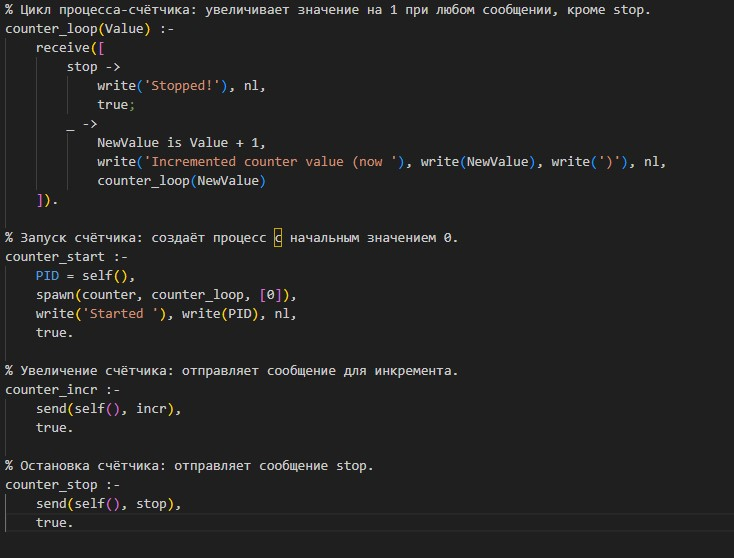 % Цикл процесса-счётчика: увеличивает значение на 1 при любом сообщении, кроме stop.
counter_loop(Value) :-
    receive([
        stop ->
            write('Stopped!'), nl,
            true;
        _ ->
            NewValue is Value + 1,
            write('Incremented counter value (now '), write(NewValue), write(')'), nl,
            counter_loop(NewValue)
    ]).
% Запуск счётчика: создаёт процесс с начальным значением 0.
counter_start :-
    PID = self(),
    spawn(counter, counter_loop, [0]),
    write('Started '), write(PID), nl,
    true.
% Увеличение счётчика: отправляет сообщение для инкремента.
counter_incr :-
    send(self(), incr),
    true.
% Остановка счётчика: отправляет сообщение stop.
counter_stop :-
    send(self(), stop),
    true.